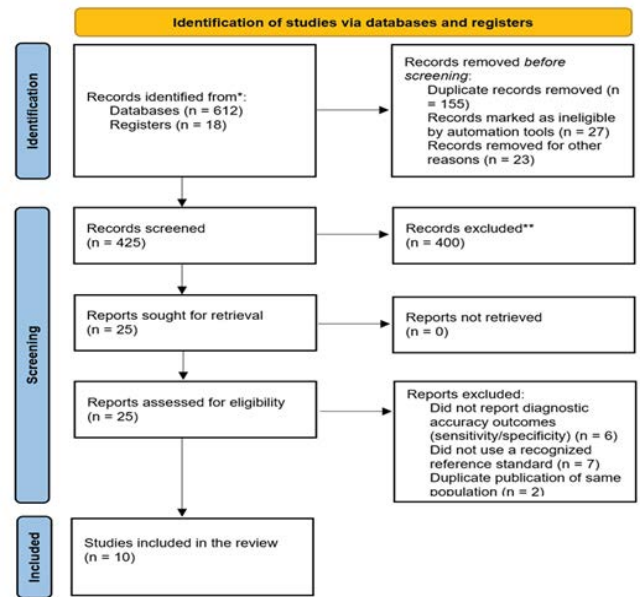 Identification of studies via databases and registers
Identification
Records identified from*:
Databases (n = 612)
Registers (n = 18)
Records removed before
screening:
Duplicate records removed (n
= 155)
Records marked as ineligible
by automation tools (n = 27)
Records removed for other
reasons (n = 23)
Screening
Records screened
(n = 425)
Records excluded**
(n = 400)
Reports sought for retrieval
(n = 25)
Reports not retrieved
(n = 0)
Reports assessed for eligibility
(n = 25)
Reports excluded:
Did not report diagnostic
accuracy outcomes
(sensitivity/specificity) (n = 6)
Did not use a recognized
reference standard (n = 7)
Duplicate publication of same
population (n = 2)
Included
Studies included in the review
(n = 10)